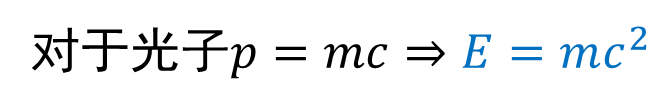 对于光子p = mc ⇒ E = mc²